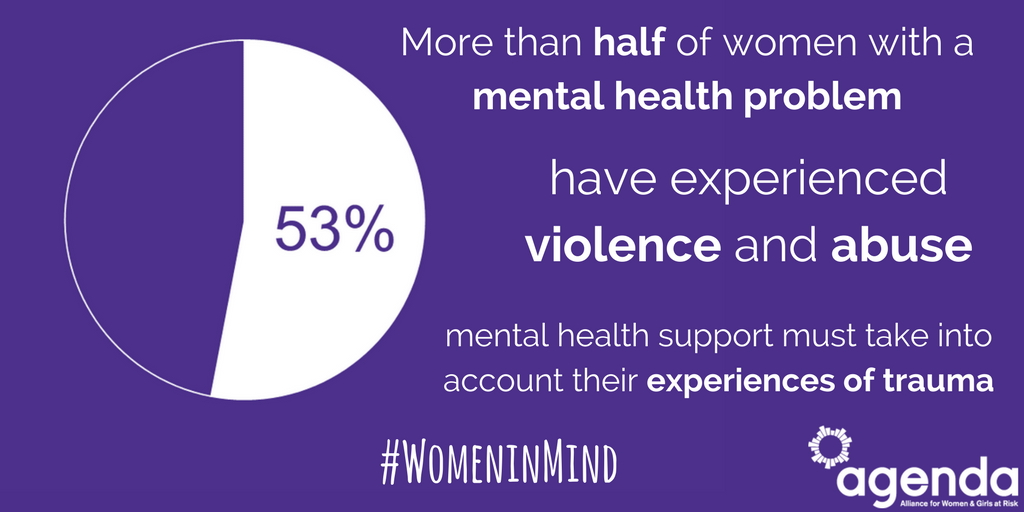 More than half of women with a
mental health problem
have experienced
violence and abuse
53%
mental health support must take into
account their experiences of trauma
#WOMENINMIND
agenda
Alliance for Women & Girls at Risk